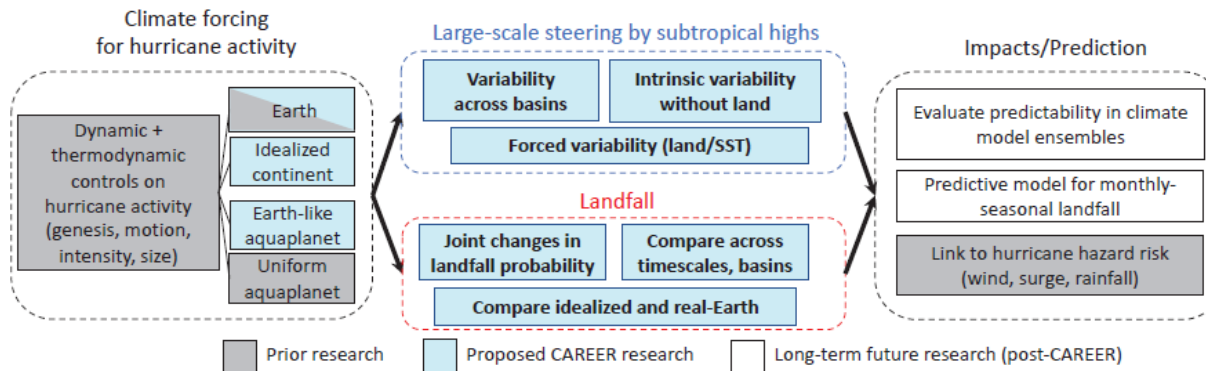 Climate forcing
for hurricane activity
Dynamic +
thermodynamic
controls on
hurricane activity
(genesis, motion,
intensity, size)
Earth
Idealized
continent
Earth-like
aquaplanet
Uniform
aquaplanet
Large-scale steering by subtropical highs
Variability
across basins
Intrinsic variability
without land
Forced variability (land/SST)
Landfall
Joint changes in
landfall probability
Compare across
timescales, basins
Compare idealized and real-Earth
Impacts/Prediction
Evaluate predictability in climate
model ensembles
Predictive model for monthly-
seasonal landfall
Link to hurricane hazard risk
(wind, surge, rainfall)
Prior research
Proposed CAREER research
Long-term future research (post-CAREER)